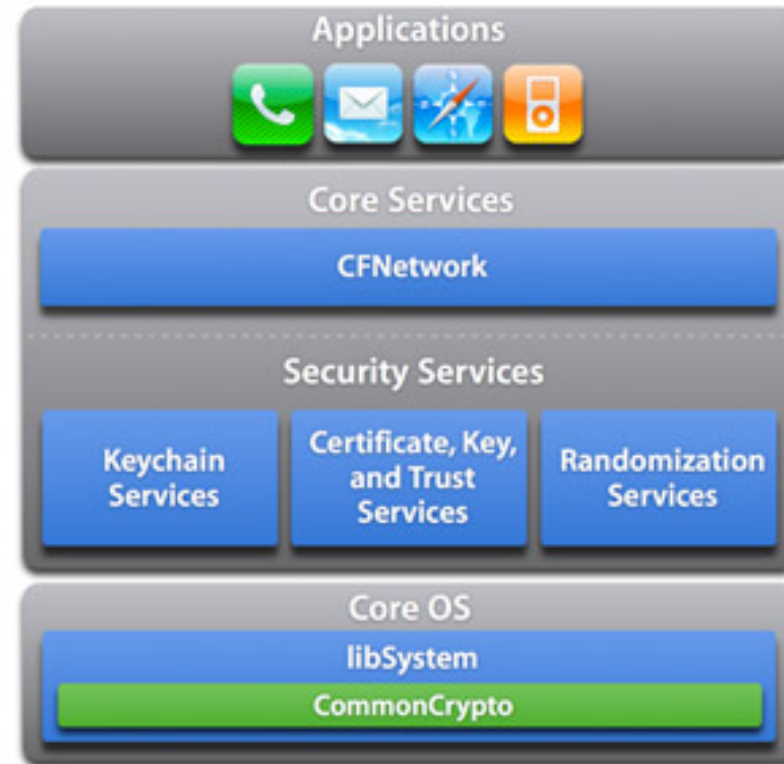 Applications
Core Services
CFNetwork
Security Services
Keychain
Services
Certificate, Key,
and Trust
Services
Randomization
Services
Core OS
libSystem
CommonCrypto